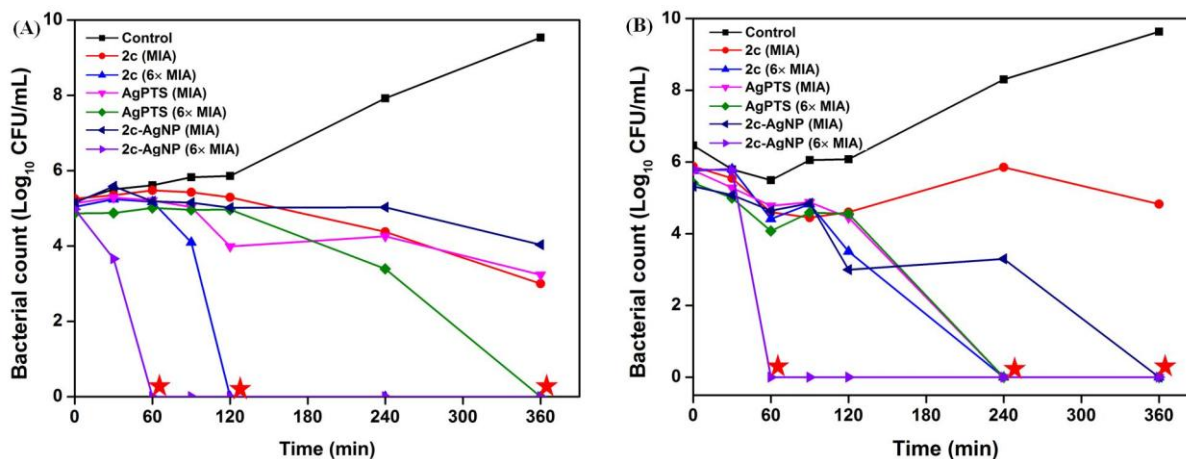 (A)
10
8
6
4
2
0
Bacterial count (Log₁₀ CFU/mL)
Control
2c (MIA)
2c (6× MIA)
AgPTS (MIA)
AgPTS (6× MIA)
2c-AgNP (MIA)
2c-AgNP (6× MIA)
0 60 120 180 240 300 360
Time (min)
(B)
10
8
6
4
2
0
Bacterial count (Log₁₀ CFU/mL)
Control
2c (MIA)
2c (6× MIA)
AgPTS (MIA)
AgPTS (6× MIA)
2c-AgNP (MIA)
2c-AgNP (6× MIA)
0 60 120 180 240 300 360
Time (min)